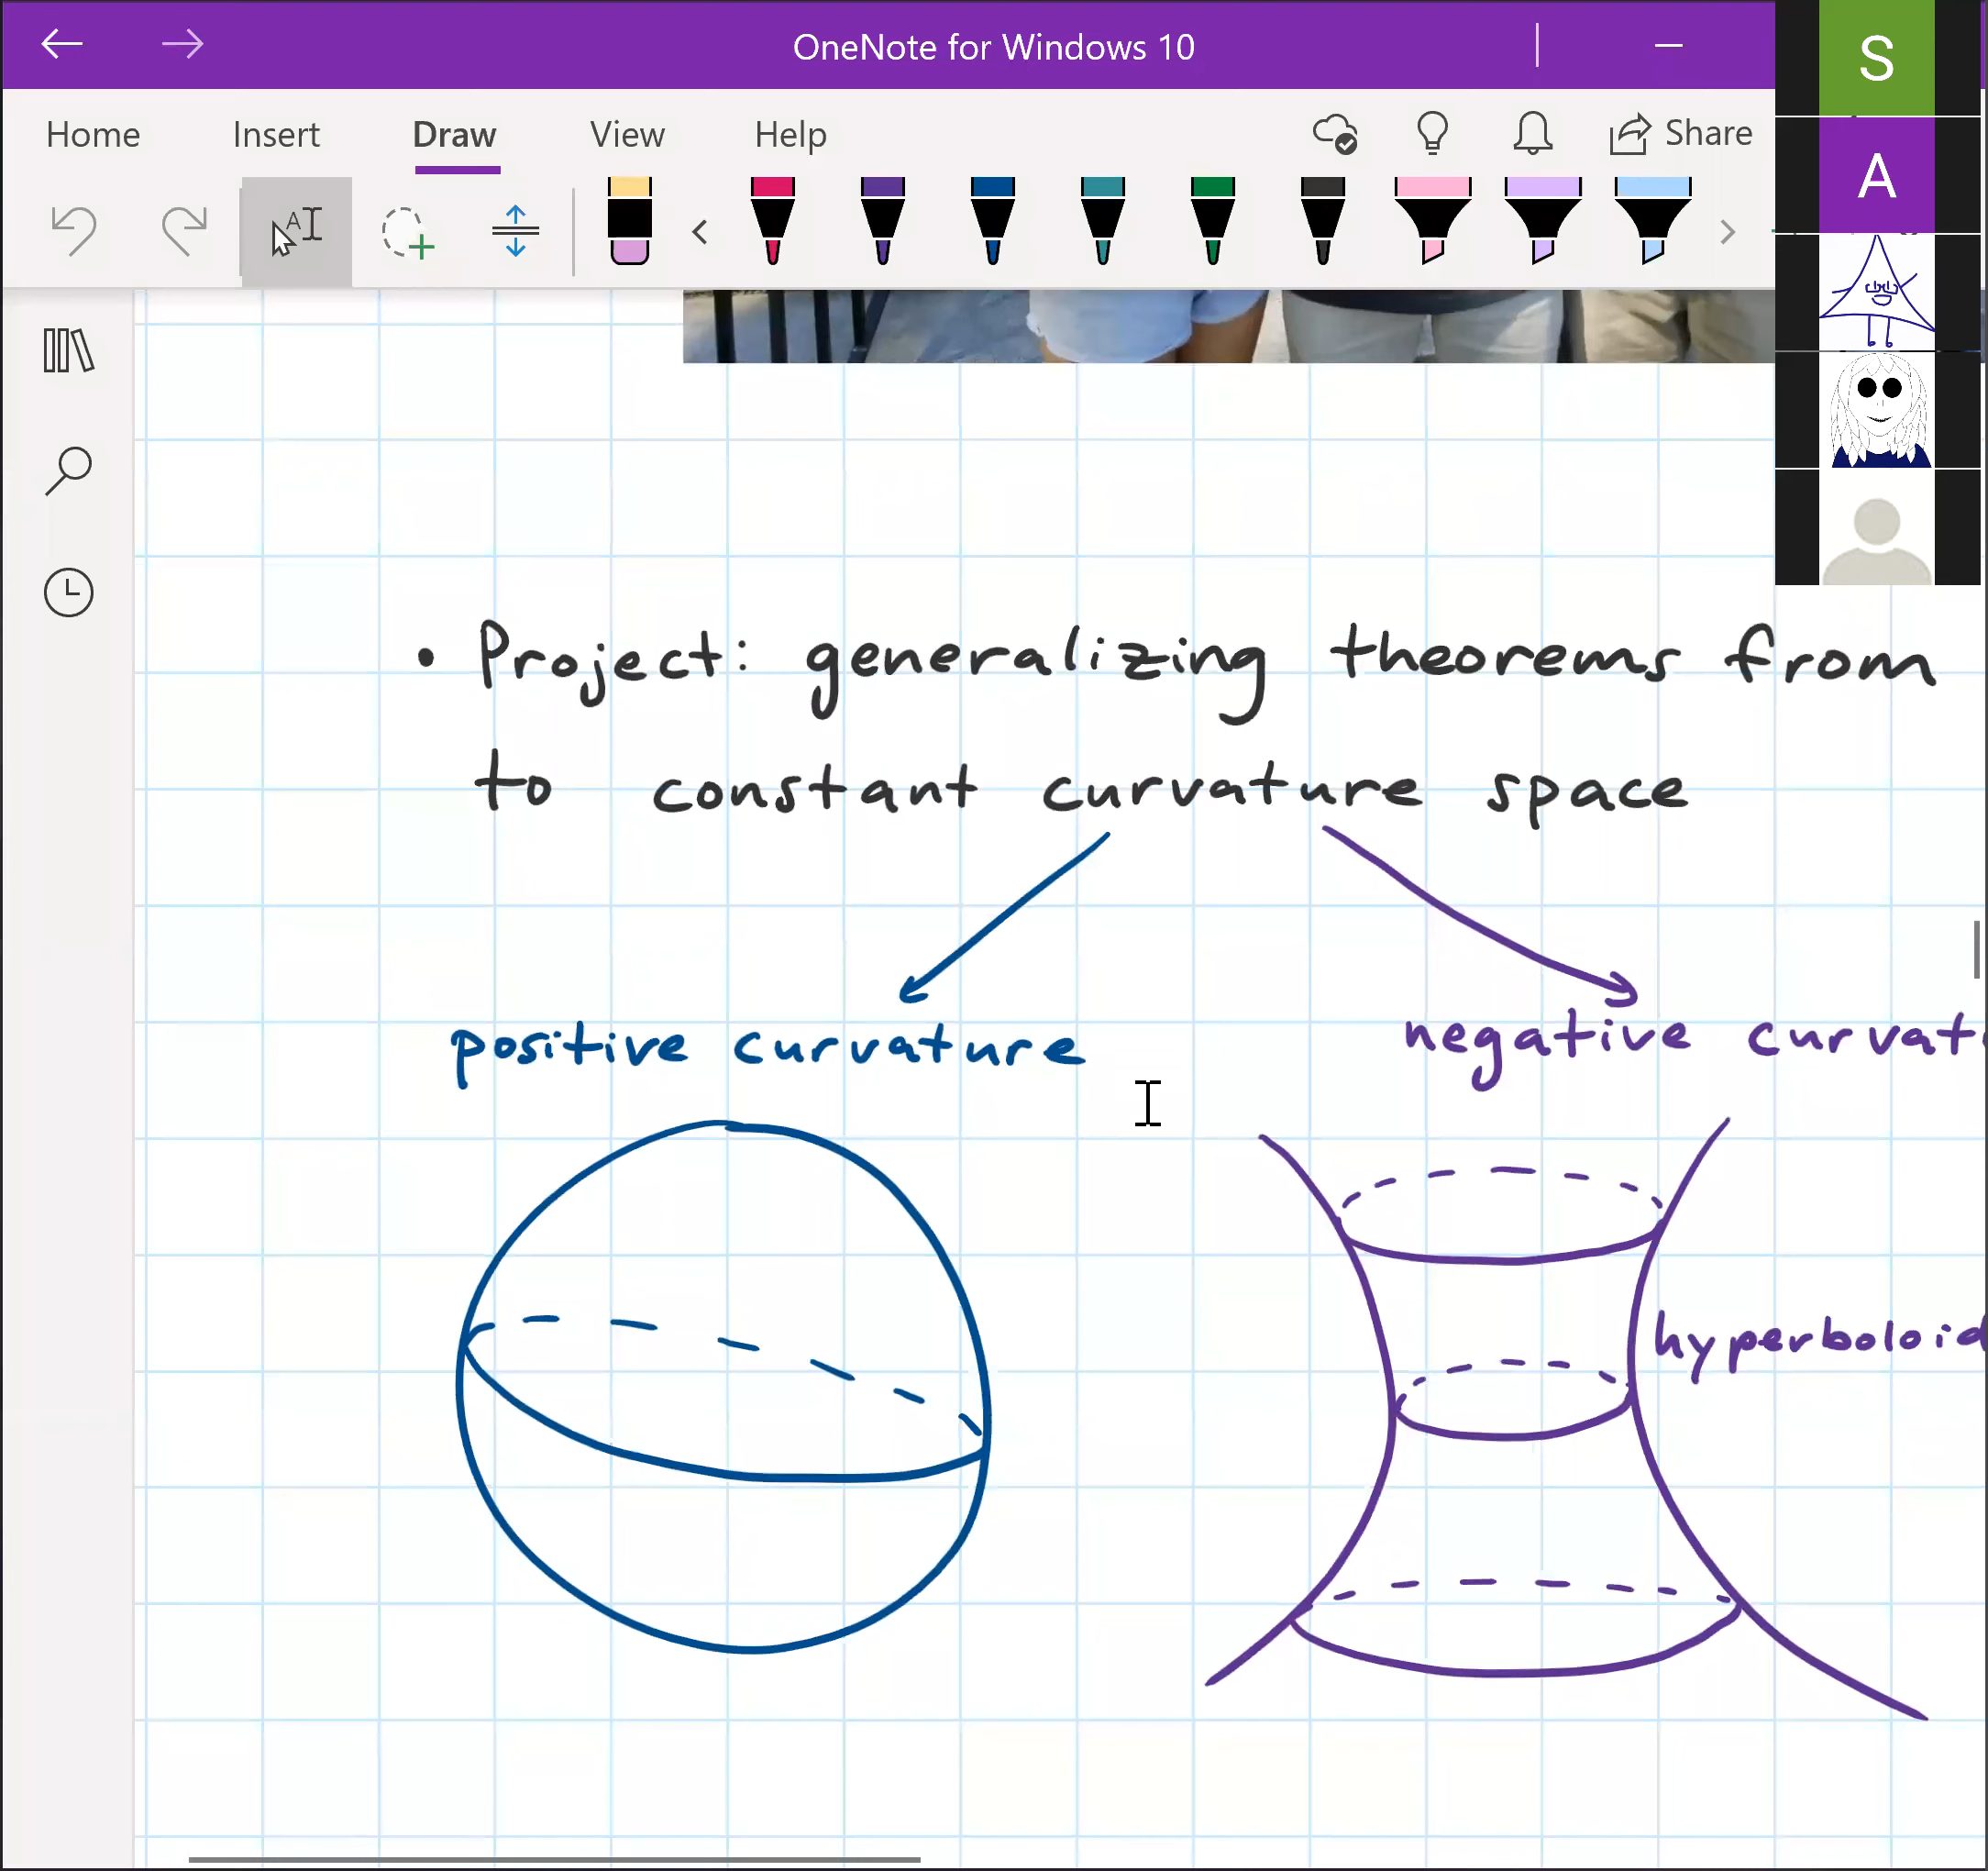 OneNote for Windows 10
S
Home Insert Draw View Help Share
A
• Project: generalizing theorems from
to constant curvature space
positive curvature
negative curvat
hyperboloid